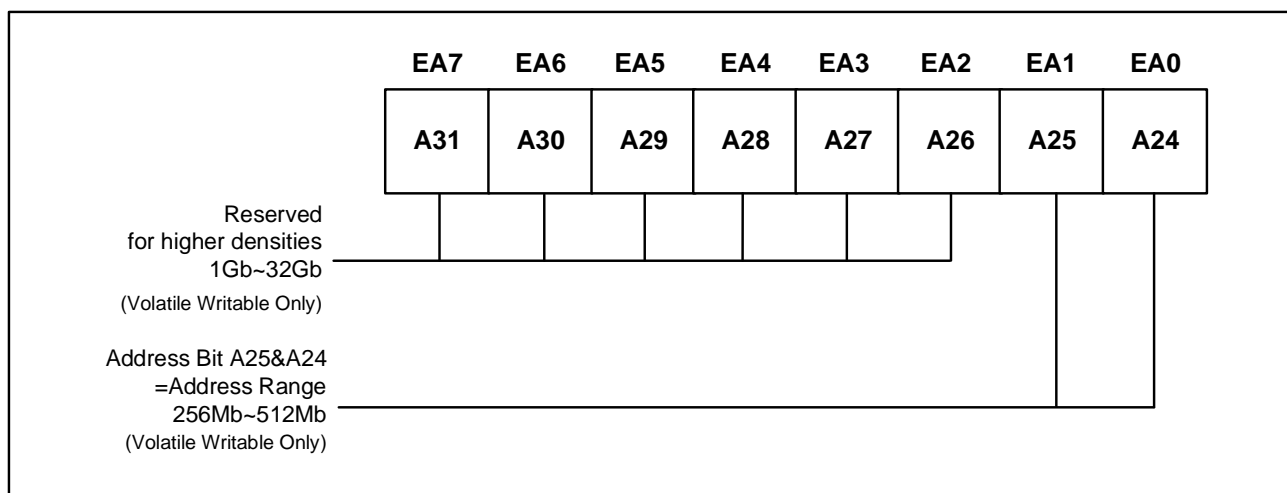 EA7 EA6 EA5 EA4 EA3 EA2 EA1 EA0
A31 A30 A29 A28 A27 A26 A25 A24
Reserved
for higher densities
1Gb~32Gb
(Volatile Writable Only)
Address Bit A25&A24
=Address Range
256Mb~512Mb
(Volatile Writable Only)